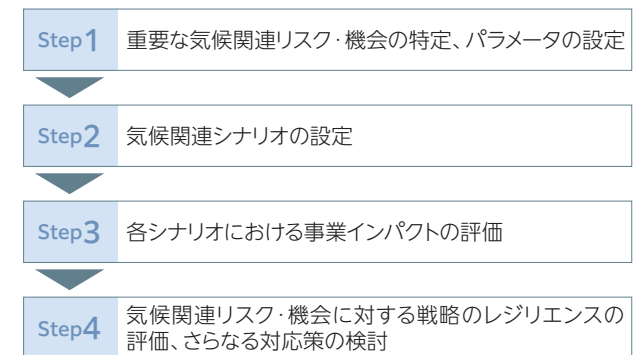 Step1 重要な気候関連リスク・機会の特定、パラメータの設定
Step2 気候関連シナリオの設定
Step3 各シナリオにおける事業インパクトの評価
Step4 気候関連リスク・機会に対する戦略のレジリエンスの
評価、さらなる対応策の検討